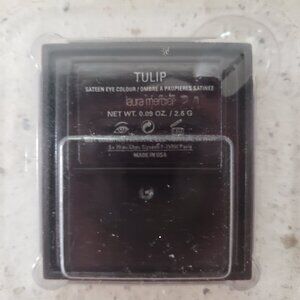 TULIP
SATEEN EYE COLOUR / OMBRE A PAUPIERES SATINEE
laura mercier
NET WT. 0.09 OZ. / 2.6 G
MADE IN USA